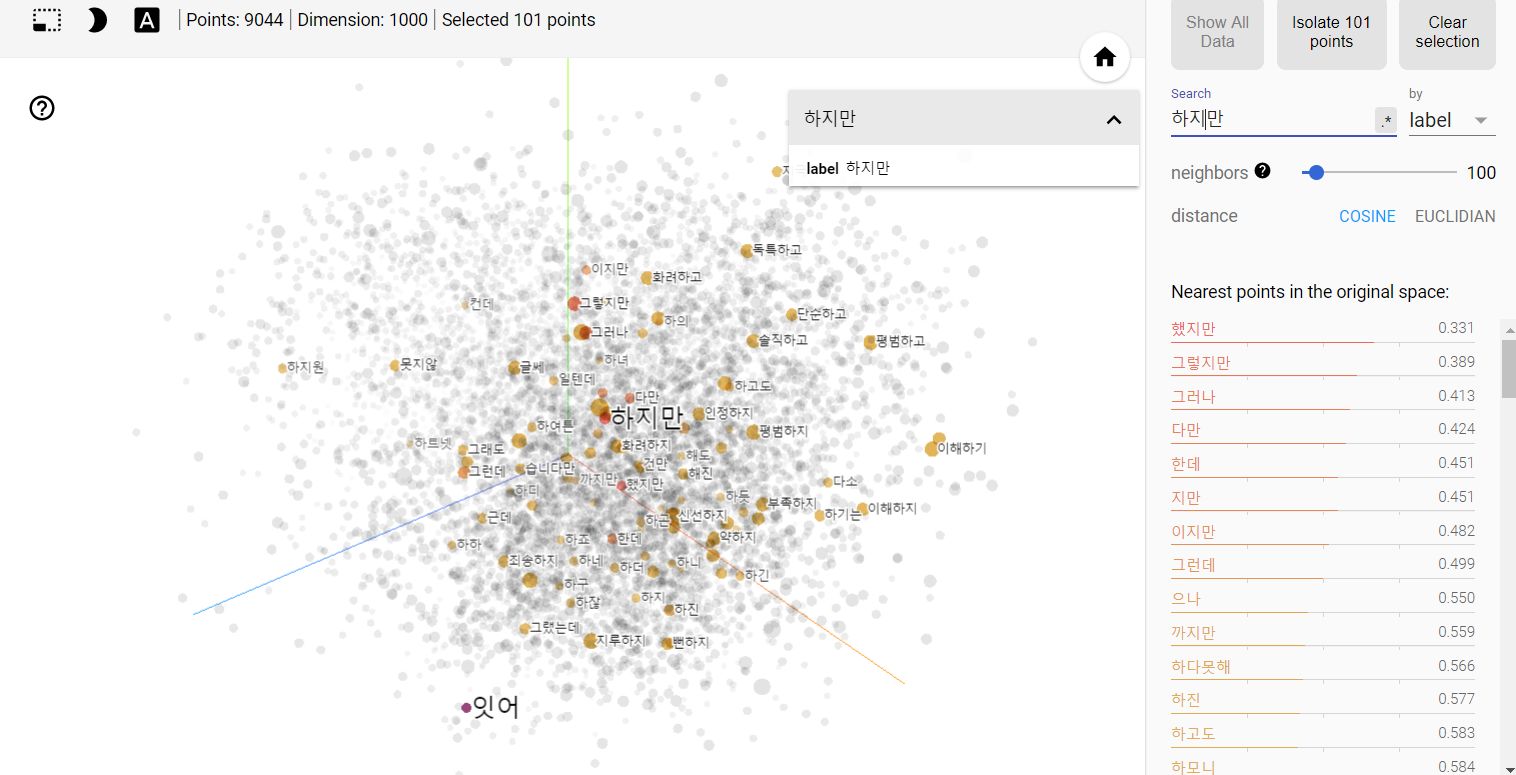 A
Points: 9044 | Dimension: 1000 | Selected 101 points
Show All Data
Isolate 101 points
Clear selection
Search
하지만
.*
by
label
neighbors
100
distance
COSINE
EUCLIDIAN
하지만
label 하지만
Nearest points in the original space:
했지만 0.331
그렇지만 0.389
그러나 0.413
다만 0.424
한데 0.451
지만 0.451
이지만 0.482
그런데 0.499
으나 0.550
까지만 0.559
하다못해 0.566
하진 0.577
하고도 0.583
하모니 0.584
독특하고
이지만
화려하고
컨데
그렇지만
단순하고
하의
그러나
솔직하고
평범하고
하녀
하지원
못지않
글쎄
일텐데
하고도
다만
하지만
인정하지
하여튼
평범하지
하트넷
그래도
화려하지
이해하기
해도
건만
그런데
습니다만
해진
까지만
했지만
다소
하더
하듯
부족하지
하기는
이해하지
근데
하곤
신선하지
하죠
한데
약하지
하하
죄송하지
하네
하더
하니
하긴
하구
하잖
하지
하진
그랬는데
지루하지
뻔하지
잇어